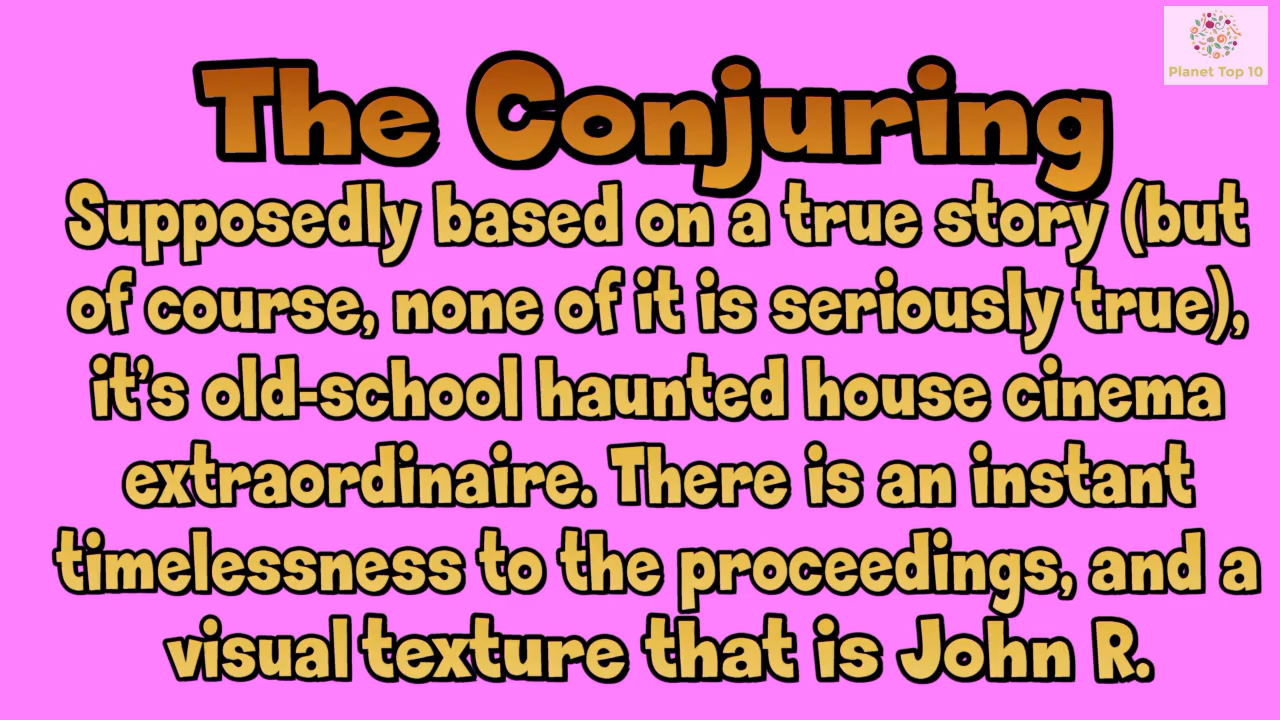 Planet Top 10
The Conjuring
Supposedly based on a true story (but
of course, none of it is seriously true),
it's old-school haunted house cinema
extraordinaire. There is an instant
timelessness to the proceedings, and a
visual texture that is John R.